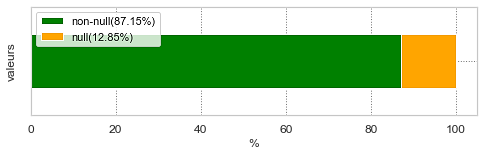 non-null(87.15%)
null(12.85%)
valeurs
0 20 40 60 80 100
%